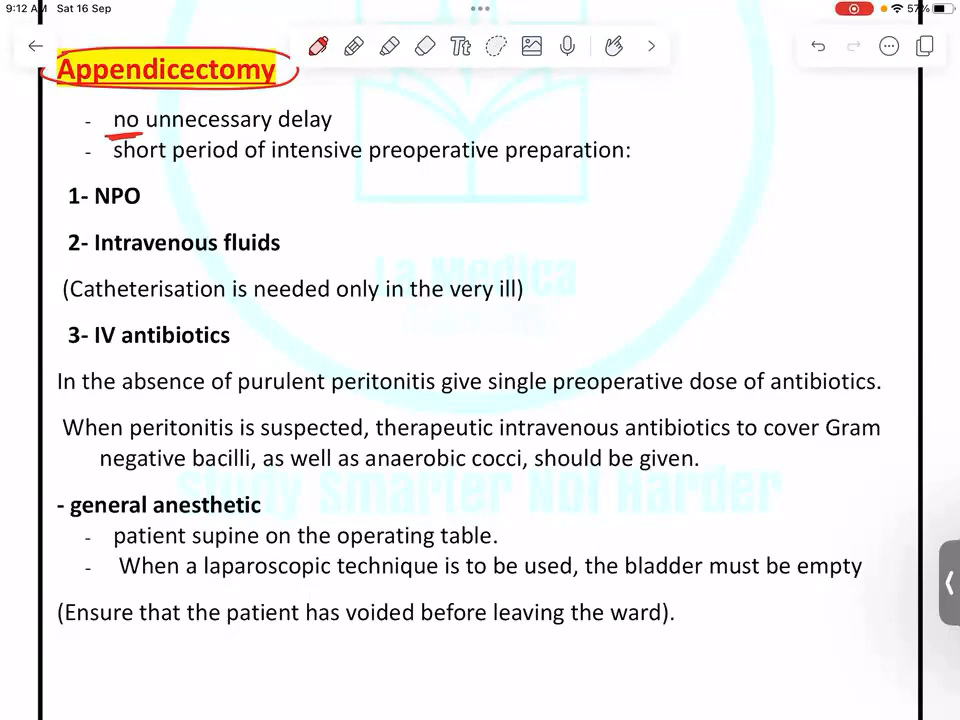 9:12 AM Sat 16 Sep
57%
Appendicectomy
- no unnecessary delay
- short period of intensive preoperative preparation:
1- NPO
2- Intravenous fluids
La Medica
(Catheterisation is needed only in the very ill)
3- IV antibiotics
In the absence of purulent peritonitis give single preoperative dose of antibiotics.
When peritonitis is suspected, therapeutic intravenous antibiotics to cover Gram
negative bacilli, as well as anaerobic cocci, should be given.
Study Smarter Not Harder
- general anesthetic
- patient supine on the operating table.
- When a laparoscopic technique is to be used, the bladder must be empty
(Ensure that the patient has voided before leaving the ward).